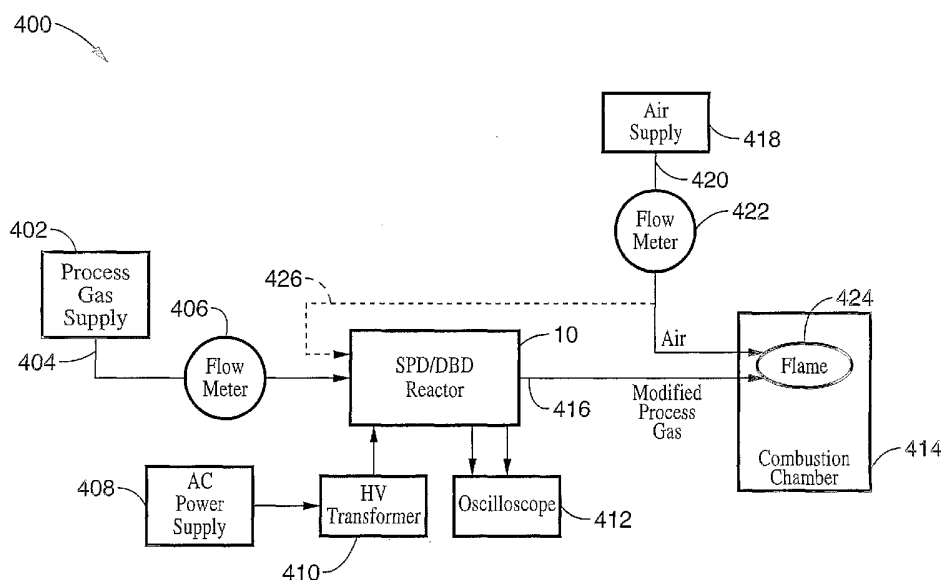 400
Air
Supply
418
420
Flow
Meter
422
402
Process
Gas
Supply
404
406
Flow
Meter
426
10
SPD/DBD
Reactor
416
Air
424
Flame
Modified
Process
Gas
Combustion
Chamber
414
408
AC
Power
Supply
HV
Transformer
410
Oscilloscope
412